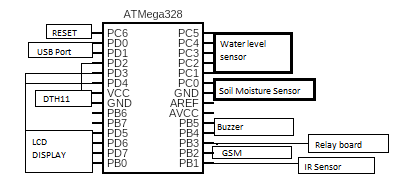 ATMega328
RESET
USB Port
DTH11
LCD
DISPLAY
PC6
PD0
PD1
PD2
PD3
PD4
VCC
GND
PB6
PB7
PD5
PD6
PD7
PB0
PC5
PC4
PC3
PC2
PC1
PC0
GND
AREF
AVCC
PB5
PB4
PB3
PB2
PB1
Water level
sensor
Soil Moisture Sensor
Buzzer
Relay board
GSM
IR Sensor